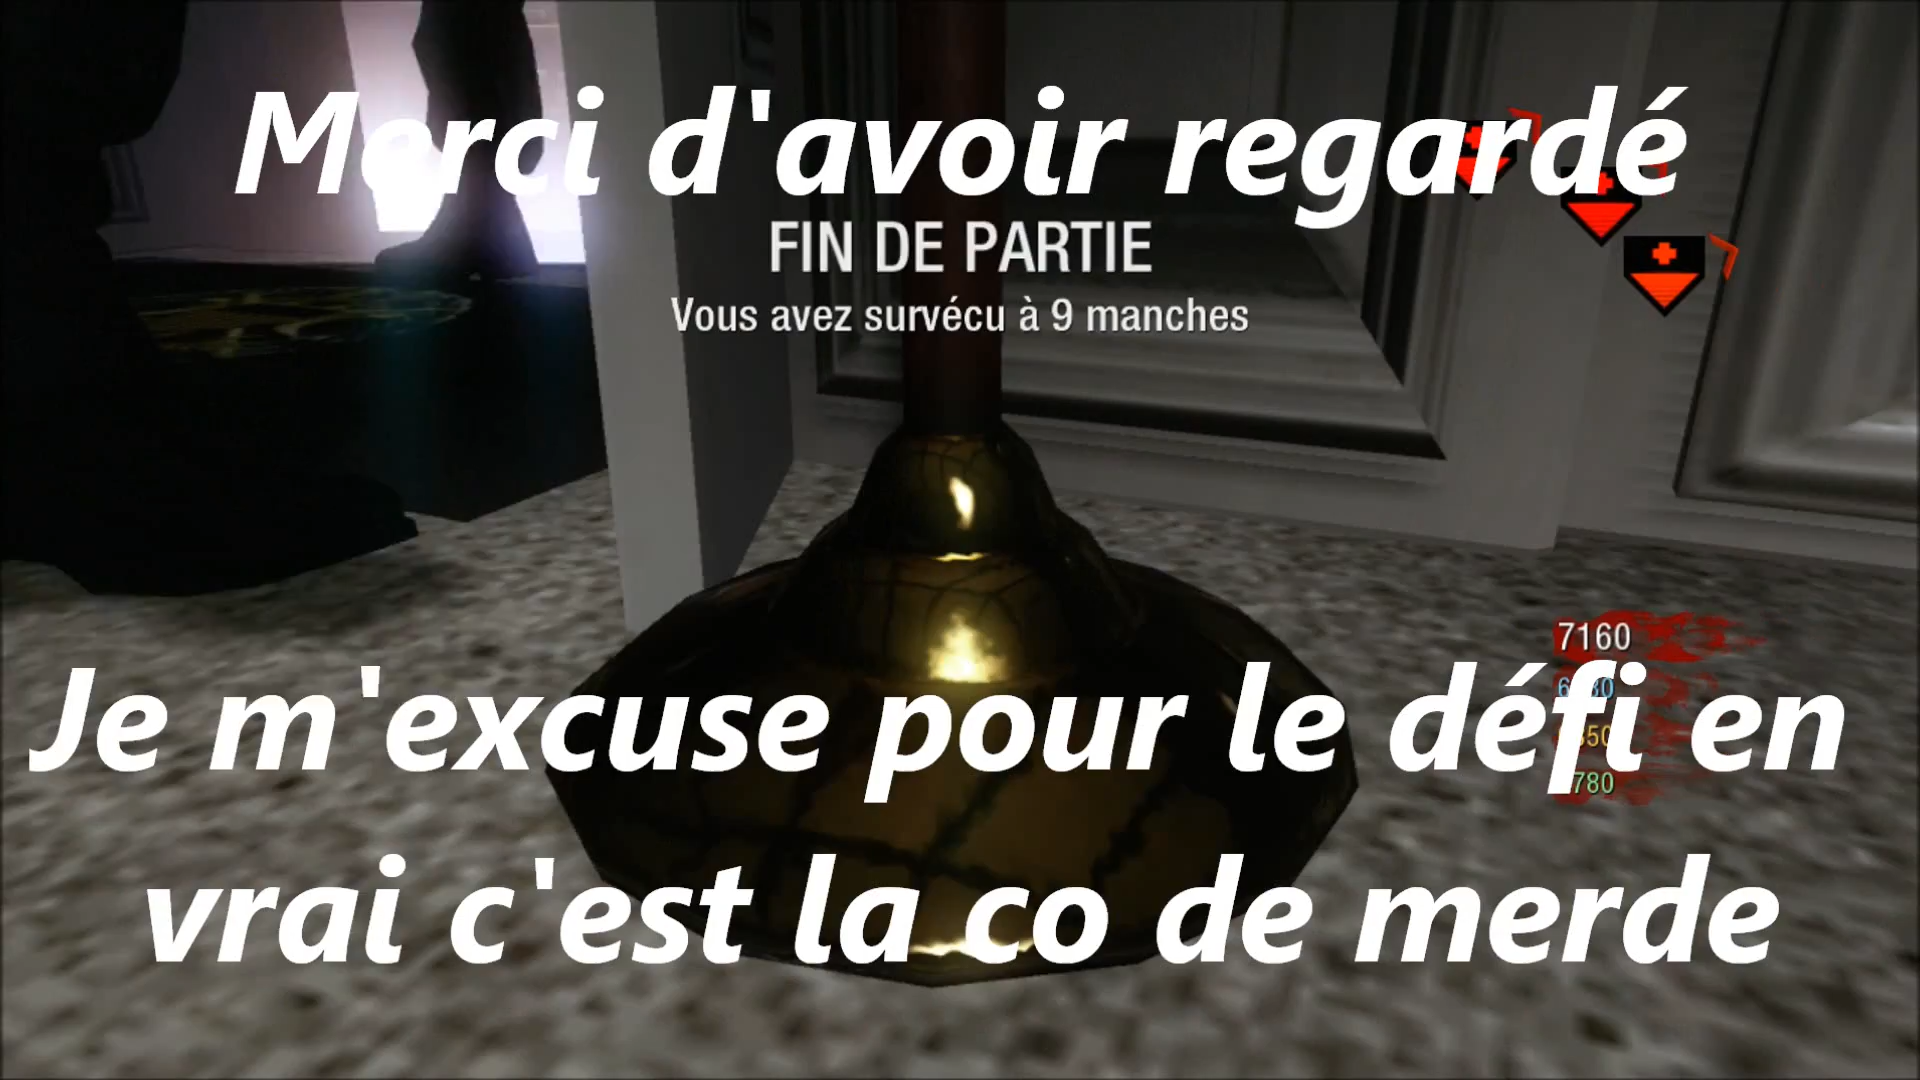 Merci d'avoir regardé
FIN DE PARTIE
Vous avez survécu à 9 manches
7160
Je m'excuse pour le défi en
780
vrai c'est la co de merde